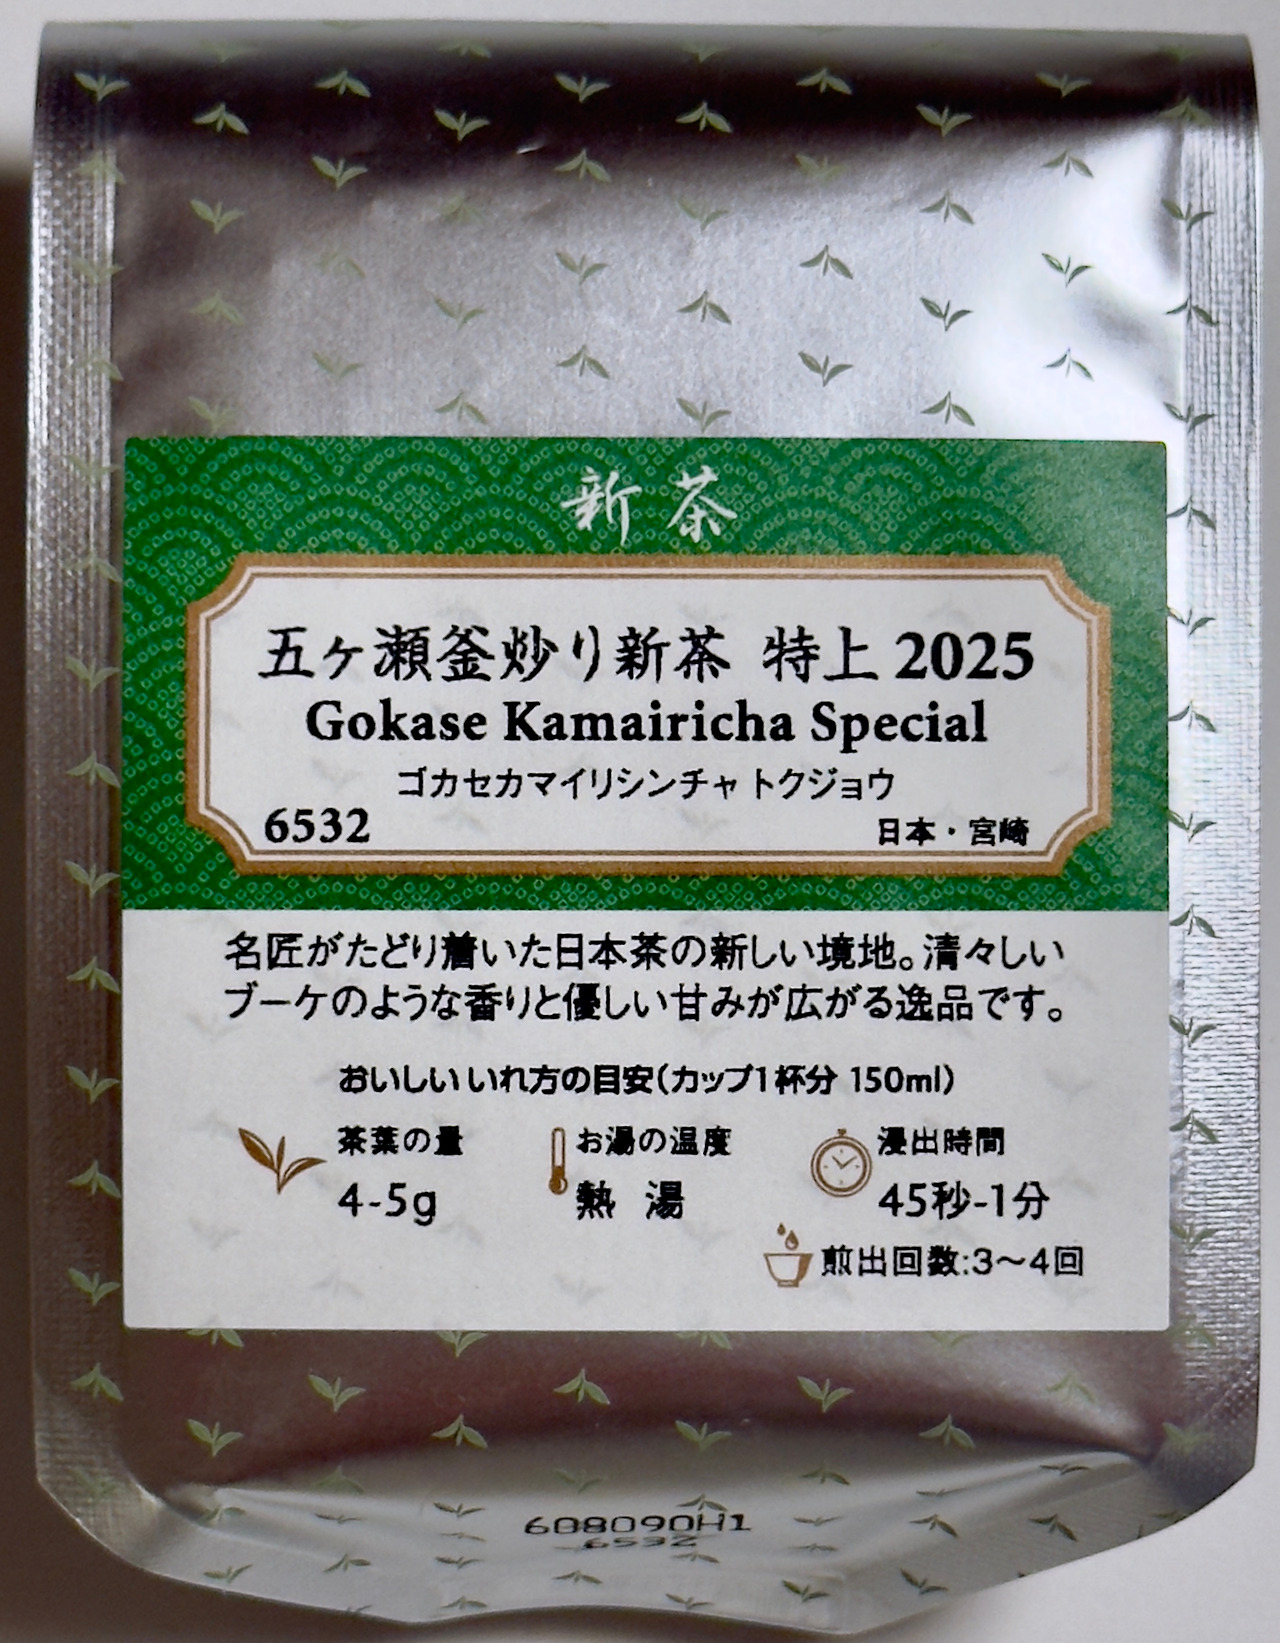 新茶
五ヶ瀬釜炒り新茶 特上 2025
Gokase Kamairicha Special
ゴカセカマイリシンチャ トクジョウ
6532 日本・宮崎
名匠がたどり着いた日本茶の新しい境地。清々しい
ブーケのような香りと優しい甘みが広がる逸品です。
おいしいいれ方の目安(カップ1杯分 150ml)
茶葉の量 お湯の温度 浸出時間
4-5g 熱 湯 45秒-1分
煎出回数:3～4回
608090H1
6532